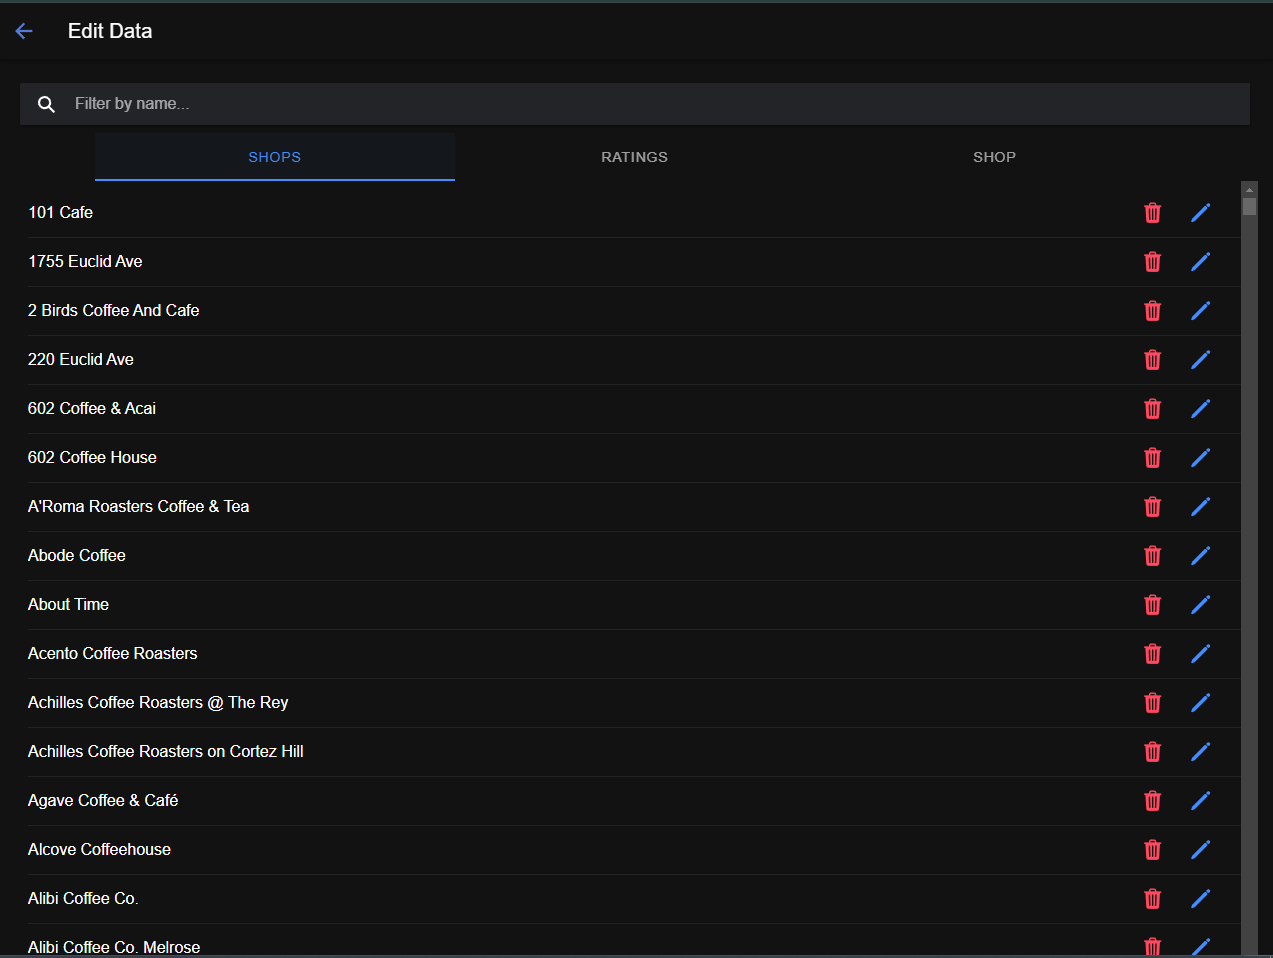 Edit Data
Filter by name...
SHOPS RATINGS SHOP
101 Cafe
1755 Euclid Ave
2 Birds Coffee And Cafe
220 Euclid Ave
602 Coffee & Acai
602 Coffee House
A'Roma Roasters Coffee & Tea
Abode Coffee
About Time
Acento Coffee Roasters
Achilles Coffee Roasters @ The Rey
Achilles Coffee Roasters on Cortez Hill
Agave Coffee & Café
Alcove Coffeehouse
Alibi Coffee Co.
Alibi Coffee Co. Melrose